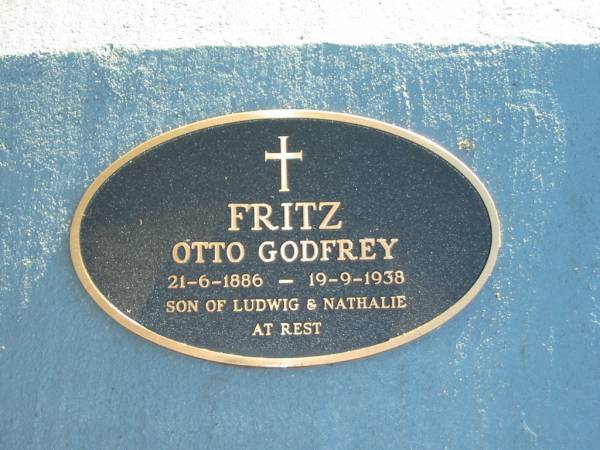 FRITZ
OTTO GODFREY
21-6-1886 — 19-9-1938
SON OF LUDWIG & NATHALIE
AT REST